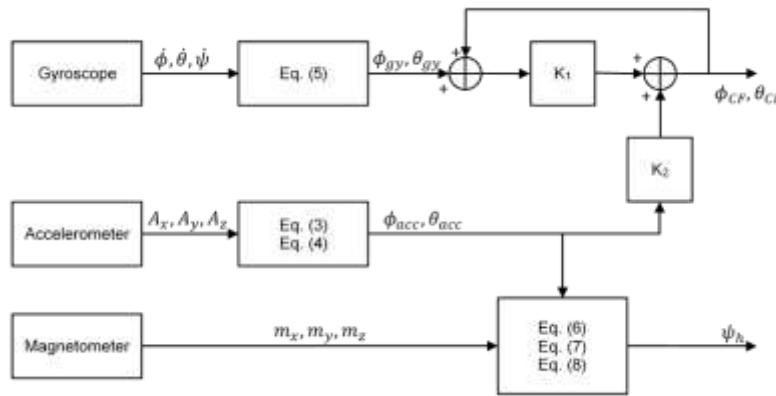 Gyroscope
ϕ̇, θ̇, ψ̇
Eq. (5)
ϕ_gy, θ_gy
+
+
K₁
+
+
ϕ_CF, θ_C
K₂
Accelerometer
A_x, A_y, A_z
Eq. (3)
Eq. (4)
ϕ_acc, θ_acc
Magnetometer
m_x, m_y, m_z
Eq. (6)
Eq. (7)
Eq. (8)
ψ_h